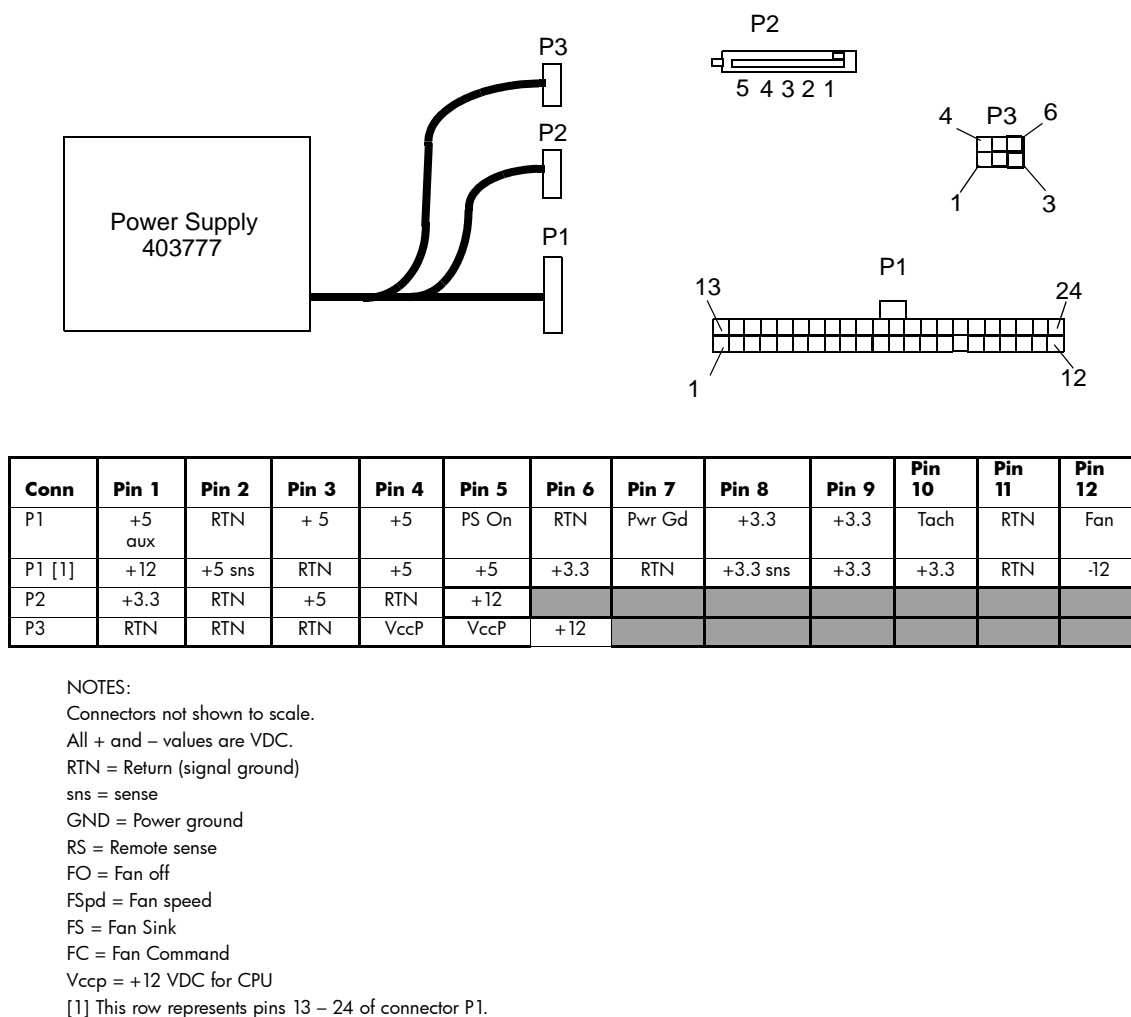 P3
P2
P1
Power Supply
403777
P2
5 4 3 2 1
4 P3 6
1 3
P1
13 24
1 12
Conn Pin 1 Pin 2 Pin 3 Pin 4 Pin 5 Pin 6 Pin 7 Pin 8 Pin 9 Pin 10 Pin 11 Pin 12
P1 +5 aux RTN + 5 +5 PS On RTN Pwr Gd +3.3 +3.3 Tach RTN Fan
P1 [1] +12 +5 sns RTN +5 +5 +3.3 RTN +3.3 sns +3.3 +3.3 RTN -12
P2 +3.3 RTN +5 RTN +12
P3 RTN RTN RTN VccP VccP +12
NOTES:
Connectors not shown to scale.
All + and – values are VDC.
RTN = Return (signal ground)
sns = sense
GND = Power ground
RS = Remote sense
FO = Fan off
FSpd = Fan speed
FS = Fan Sink
FC = Fan Command
Vccp = +12 VDC for CPU
[1] This row represents pins 13 – 24 of connector P1.